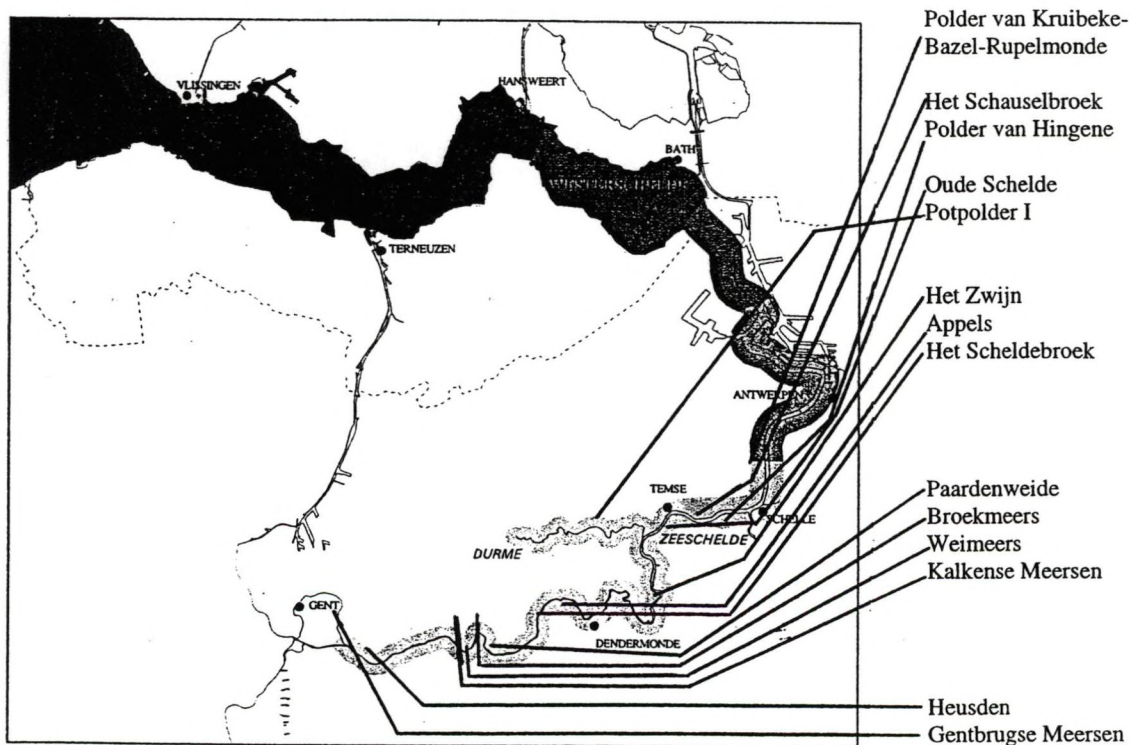 Polder van Kruibeke-
Bazel-Rupelmonde
Het Schauselbroek
Polder van Hingene
Oude Schelde
Potpolder I
Het Zwijn
Appels
Het Scheldebroek
Paardenweide
Broekmeers
Weimeers
Kalkense Meersen
Heusden
Gentbrugse Meersen
VLISSINGEN
HANSWEERT
BATH
WESTERSCHELDE
TERNEUZEN
ANTWERPEN
TEMSE
SCHELLE
ZEESCHELDE
DURME
GENT
DENDERMONDE